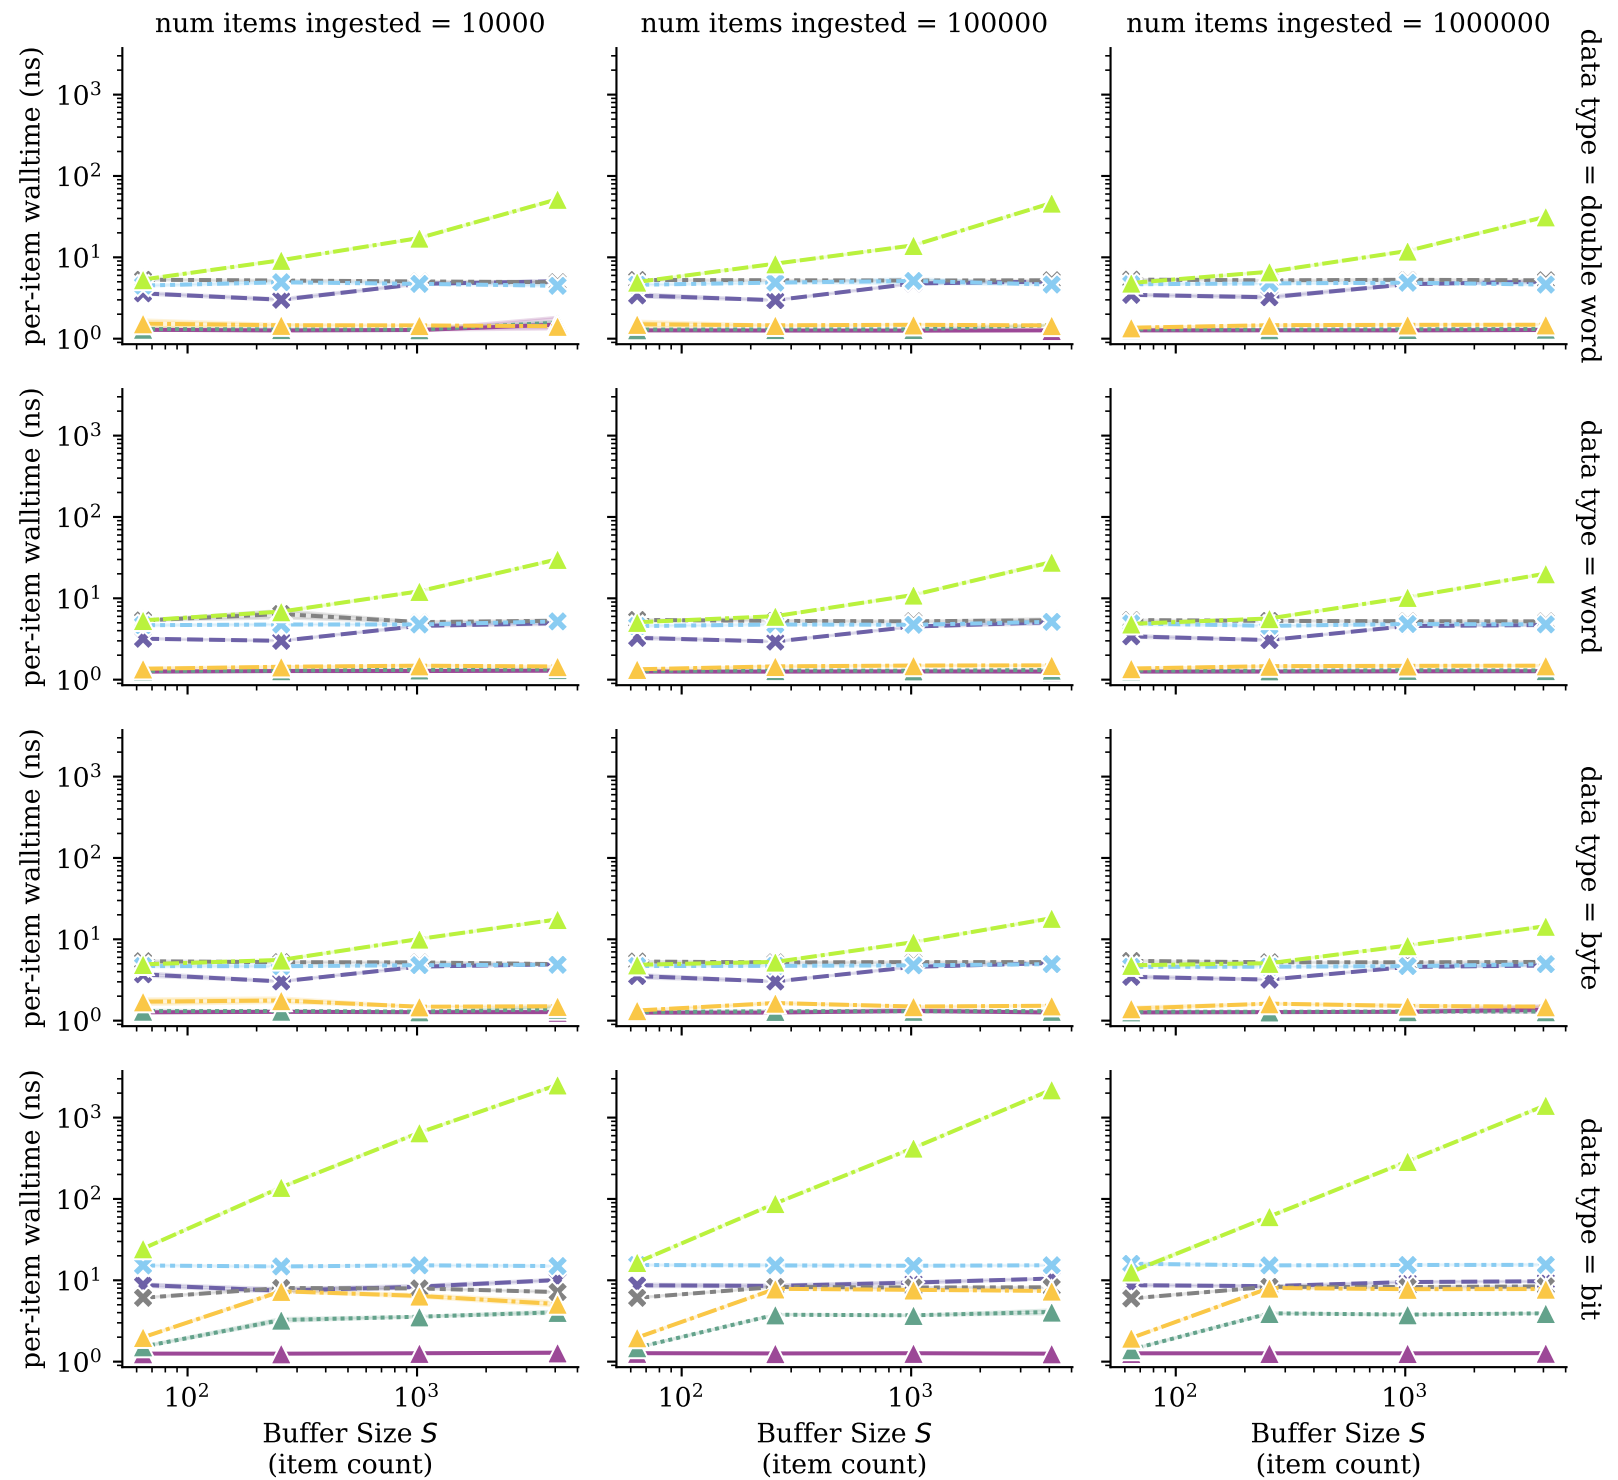 num items ingested = 10000
num items ingested = 100000
num items ingested = 1000000
per-item walltime (ns)
10³
10²
10¹
10⁰
data type = double word
per-item walltime (ns)
10³
10²
10¹
10⁰
data type = word
per-item walltime (ns)
10³
10²
10¹
10⁰
data type = byte
per-item walltime (ns)
10³
10²
10¹
10⁰
data type = bit
10² 10³
10² 10³
10² 10³
Buffer Size S
(item count)
Buffer Size S
(item count)
Buffer Size S
(item count)